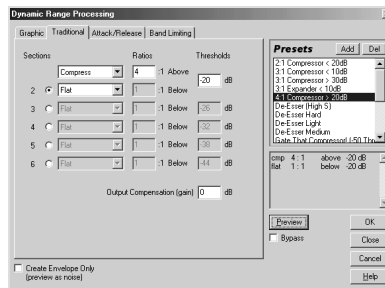 Dynamic Range Processing
Graphic Traditional Attack/Release Band Limiting
Sections Ratios Thresholds
Compress 4 :1 Above
-20 dB
2 Flat 1 :1 Below
3 Flat 1 :1 Below -26 dB
4 Flat 1 :1 Below -32 dB
5 Flat 1 :1 Below -38 dB
6 Flat 1 :1 Below -44 dB
Output Compensation (gain) 0 dB
Create Envelope Only
(preview as noise)
Presets Add Del
2:1 Compressor < 20dB
3:1 Compressor < 10dB
3:1 Compressor < 30dB
3:1 Expander < 10dB
4:1 Compressor > 20dB
De-Esser (High S)
De-Esser Hard
De-Esser Light
De-Esser Medium
Gate That Compressor! (-50
cmp 4 : 1 above -20 dB
flat 1 : 1 below -20 dB
Preview OK
Bypass Close
Cancel
Help